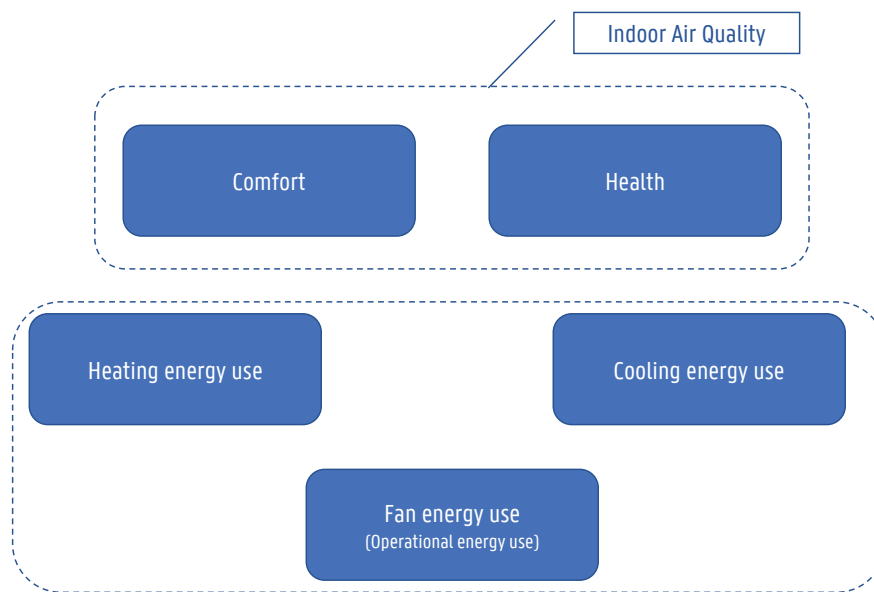 Indoor Air Quality
Comfort
Health
Heating energy use
Cooling energy use
Fan energy use
(Operational energy use)